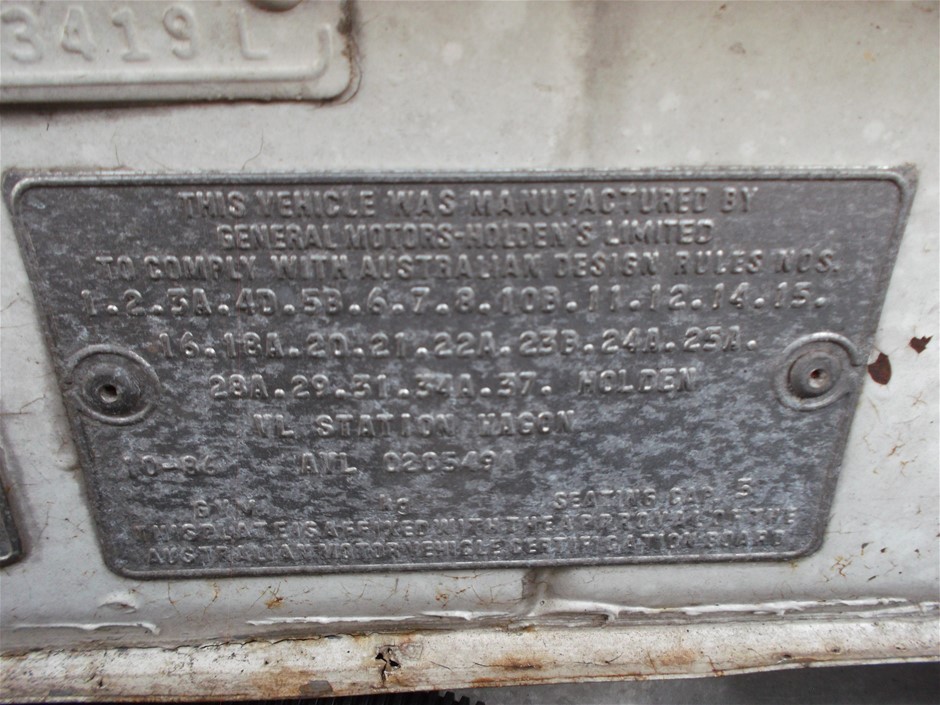 3419L
THIS VEHICLE WAS MANUFACTURED BY
GENERAL MOTORS-HOLDEN'S LIMITED
TO COMPLY WITH AUSTRALIAN DESIGN RULES NOS.
1.2.3A.4D.5B.6.7.8.10B.11.12.14.15.
16.18A.20.21.22A.23B.24A.25A.
28A.29.31.34A.37. HOLDEN
VL STATION WAGON
10-86 AVL
KG SEATING CAP 5
THIS PLATE IS AFFIXED WITH THE APPROVAL OF THE
AUSTRALIAN MOTOR VEHICLE CERTIFICATION BOARD